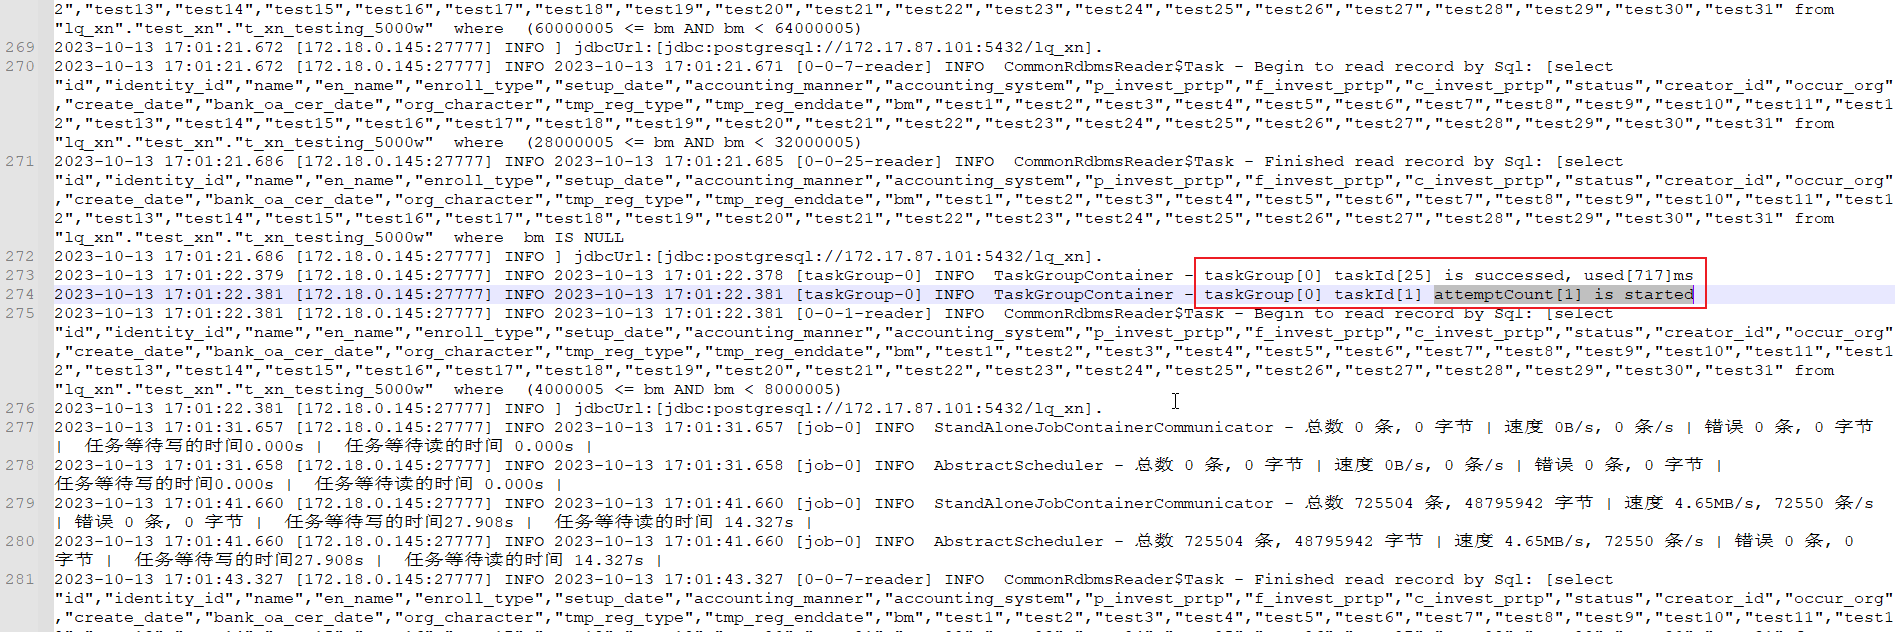 2","test13","test14","test15","test16","test17","test18","test19","test20","test21","test22","test23","test24","test25","test26","test27","test28","test29","test30","test31" from
"lq_xn"."test_xn"."t_xn_testing_5000w"  where  (60000005 <= bm AND bm < 64000005)
269 2023-10-13 17:01:21.672 [172.18.0.145:27777] INFO ] jdbcUrl:[jdbc:postgresql://172.17.87.101:5432/lq_xn].
270 2023-10-13 17:01:21.672 [172.18.0.145:27777] INFO 2023-10-13 17:01:21.671 [0-0-7-reader] INFO  CommonRdbmsReader$Task - Begin to read record by Sql: [select
"id","identity_id","name","en_name","enroll_type","setup_date","accounting_manner","accounting_system","p_invest_prtp","f_invest_prtp","c_invest_prtp","status","creator_id","occur_org"
,"create_date","bank_oa_cer_date","org_character","tmp_reg_type","tmp_reg_enddate","bm","test1","test2","test3","test4","test5","test6","test7","test8","test9","test10","test11","test1
2","test13","test14","test15","test16","test17","test18","test19","test20","test21","test22","test23","test24","test25","test26","test27","test28","test29","test30","test31" from
"lq_xn"."test_xn"."t_xn_testing_5000w"  where  (28000005 <= bm AND bm < 32000005)
271 2023-10-13 17:01:21.686 [172.18.0.145:27777] INFO 2023-10-13 17:01:21.685 [0-0-25-reader] INFO  CommonRdbmsReader$Task - Finished read record by Sql: [select
"id","identity_id","name","en_name","enroll_type","setup_date","accounting_manner","accounting_system","p_invest_prtp","f_invest_prtp","c_invest_prtp","status","creator_id","occur_org"
,"create_date","bank_oa_cer_date","org_character","tmp_reg_type","tmp_reg_enddate","bm","test1","test2","test3","test4","test5","test6","test7","test8","test9","test10","test11","test1
2","test13","test14","test15","test16","test17","test18","test19","test20","test21","test22","test23","test24","test25","test26","test27","test28","test29","test30","test31" from
"lq_xn"."test_xn"."t_xn_testing_5000w"  where  bm IS NULL
272 2023-10-13 17:01:21.686 [172.18.0.145:27777] INFO ] jdbcUrl:[jdbc:postgresql://172.17.87.101:5432/lq_xn].
273 2023-10-13 17:01:22.379 [172.18.0.145:27777] INFO 2023-10-13 17:01:22.378 [taskGroup-0] INFO  TaskGroupContainer - taskGroup[0] taskId[25] is successed, used[717]ms
274 2023-10-13 17:01:22.381 [172.18.0.145:27777] INFO 2023-10-13 17:01:22.381 [taskGroup-0] INFO  TaskGroupContainer - taskGroup[0] taskId[1] attemptCount[1] is started
275 2023-10-13 17:01:22.381 [172.18.0.145:27777] INFO 2023-10-13 17:01:22.381 [0-0-1-reader] INFO  CommonRdbmsReader$Task - Begin to read record by Sql: [select
"id","identity_id","name","en_name","enroll_type","setup_date","accounting_manner","accounting_system","p_invest_prtp","f_invest_prtp","c_invest_prtp","status","creator_id","occur_org"
,"create_date","bank_oa_cer_date","org_character","tmp_reg_type","tmp_reg_enddate","bm","test1","test2","test3","test4","test5","test6","test7","test8","test9","test10","test11","test1
2","test13","test14","test15","test16","test17","test18","test19","test20","test21","test22","test23","test24","test25","test26","test27","test28","test29","test30","test31" from
"lq_xn"."test_xn"."t_xn_testing_5000w"  where  (4000005 <= bm AND bm < 8000005)
276 2023-10-13 17:01:22.381 [172.18.0.145:27777] INFO ] jdbcUrl:[jdbc:postgresql://172.17.87.101:5432/lq_xn].
277 2023-10-13 17:01:31.657 [172.18.0.145:27777] INFO 2023-10-13 17:01:31.657 [job-0] INFO  StandAloneJobContainerCommunicator - 总数 0 条, 0 字节 | 速度 0B/s, 0 条/s | 错误 0 条, 0 字节
|  任务等待写的时间0.000s |  任务等待读的时间 0.000s |
278 2023-10-13 17:01:31.658 [172.18.0.145:27777] INFO 2023-10-13 17:01:31.658 [job-0] INFO  AbstractScheduler - 总数 0 条, 0 字节 | 速度 0B/s, 0 条/s | 错误 0 条, 0 字节 |
任务等待写的时间0.000s |  任务等待读的时间 0.000s |
279 2023-10-13 17:01:41.660 [172.18.0.145:27777] INFO 2023-10-13 17:01:41.660 [job-0] INFO  StandAloneJobContainerCommunicator - 总数 725504 条, 48795942 字节 | 速度 4.65MB/s, 72550 条/s
| 错误 0 条, 0 字节 |  任务等待写的时间27.908s |  任务等待读的时间 14.327s |
280 2023-10-13 17:01:41.660 [172.18.0.145:27777] INFO 2023-10-13 17:01:41.660 [job-0] INFO  AbstractScheduler - 总数 725504 条, 48795942 字节 | 速度 4.65MB/s, 72550 条/s | 错误 0 条, 0
字节 |  任务等待写的时间27.908s |  任务等待读的时间 14.327s |
281 2023-10-13 17:01:43.327 [172.18.0.145:27777] INFO 2023-10-13 17:01:43.327 [0-0-7-reader] INFO  CommonRdbmsReader$Task - Finished read record by Sql: [select
"id","identity_id","name","en_name","enroll_type","setup_date","accounting_manner","accounting_system","p_invest_prtp","f_invest_prtp","c_invest_prtp","status","creator_id","occur_org"
,"create_date","bank_oa_cer_date","org_character","tmp_reg_type","tmp_reg_enddate","bm","test1","test2","test3","test4","test5","test6","test7","test8","test9","test10","test11","test1